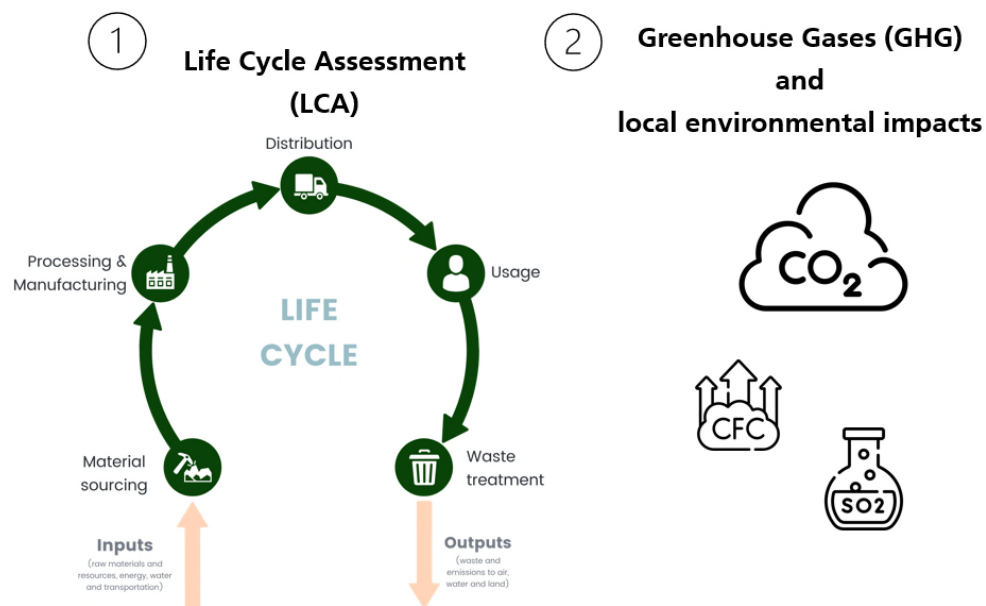 1
Life Cycle Assessment
(LCA)
Distribution
Processing &
Manufacturing
Usage
LIFE
CYCLE
Material
sourcing
Waste
treatment
Inputs
(raw materials and
resources, energy, water
and transportation)
Outputs
(waste and
emissions to air,
water and land)
2
Greenhouse Gases (GHG)
and
local environmental impacts
CO2
CFC
SO2